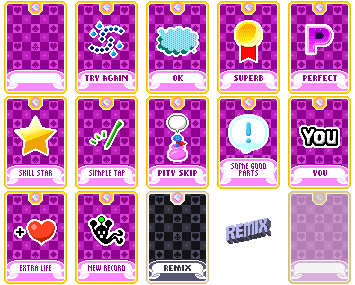 TRY AGAIN
OK
SUPERB
P
PERFECT
SKILL STAR
SIMPLE TAP
PITY SKIP
!
SOME GOOD
PARTS
You
YOU
+
EXTRA LIFE
NEW RECORD
REMIX
REMIX